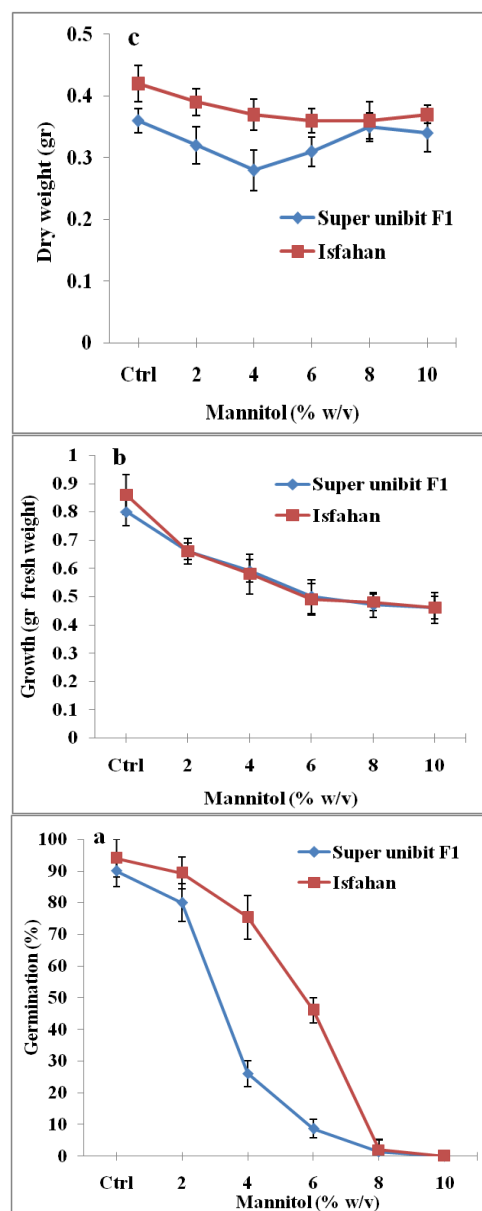 c
0.5
0.4
0.3
0.2
0.1
0
Dry weight (gr)
Super unibit F1
Isfahan
Ctrl 2 4 6 8 10
Mannitol (% w/v)
b
1
0.9
0.8
0.7
0.6
0.5
0.4
0.3
0.2
0.1
0
Growth (gr fresh weight)
Super unibit F1
Isfahan
Ctrl 2 4 6 8 10
Mannitol (% w/v)
a
100
90
80
70
60
50
40
30
20
10
0
Germination (%)
Super unibit F1
Isfahan
Ctrl 2 4 6 8 10
Mannitol (% w/v)